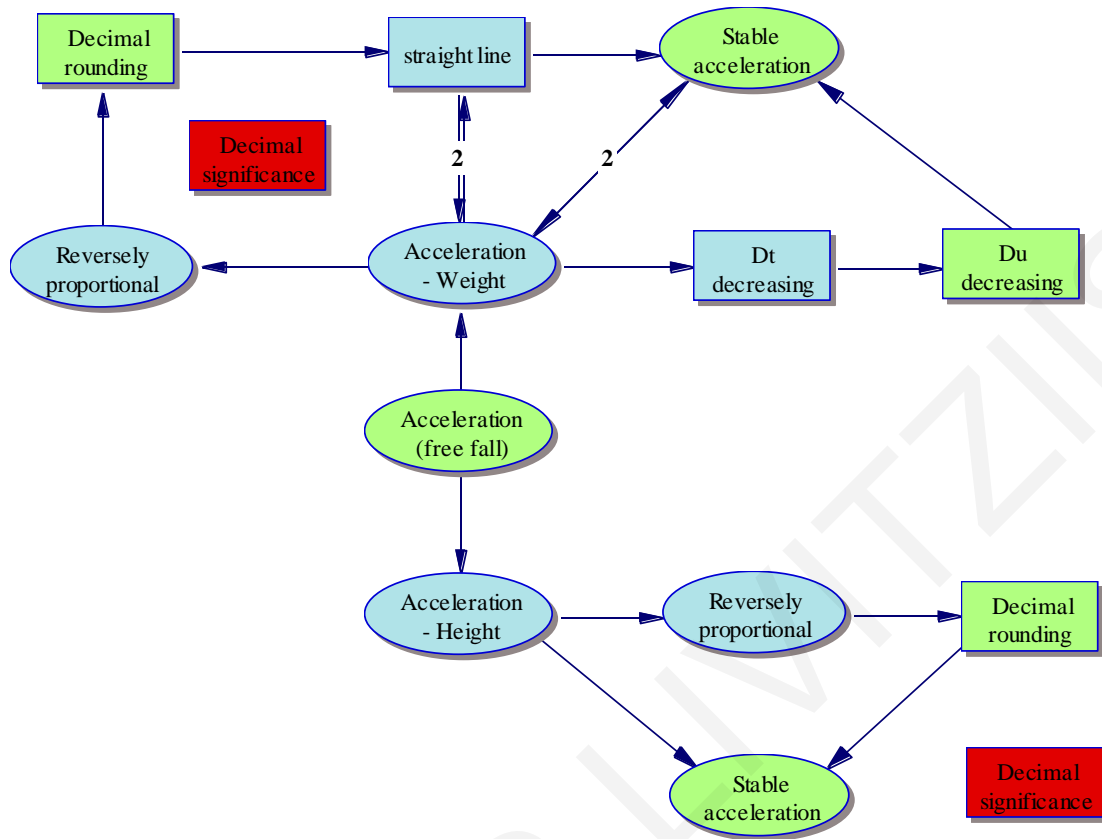 Decimal
rounding
straight line
Stable
acceleration
Decimal
significance
2
2
Reversely
proportional
Acceleration
- Weight
Dt
decreasing
Du
decreasing
Acceleration
(free fall)
Acceleration
- Height
Reversely
proportional
Decimal
rounding
Stable
acceleration
Decimal
significance